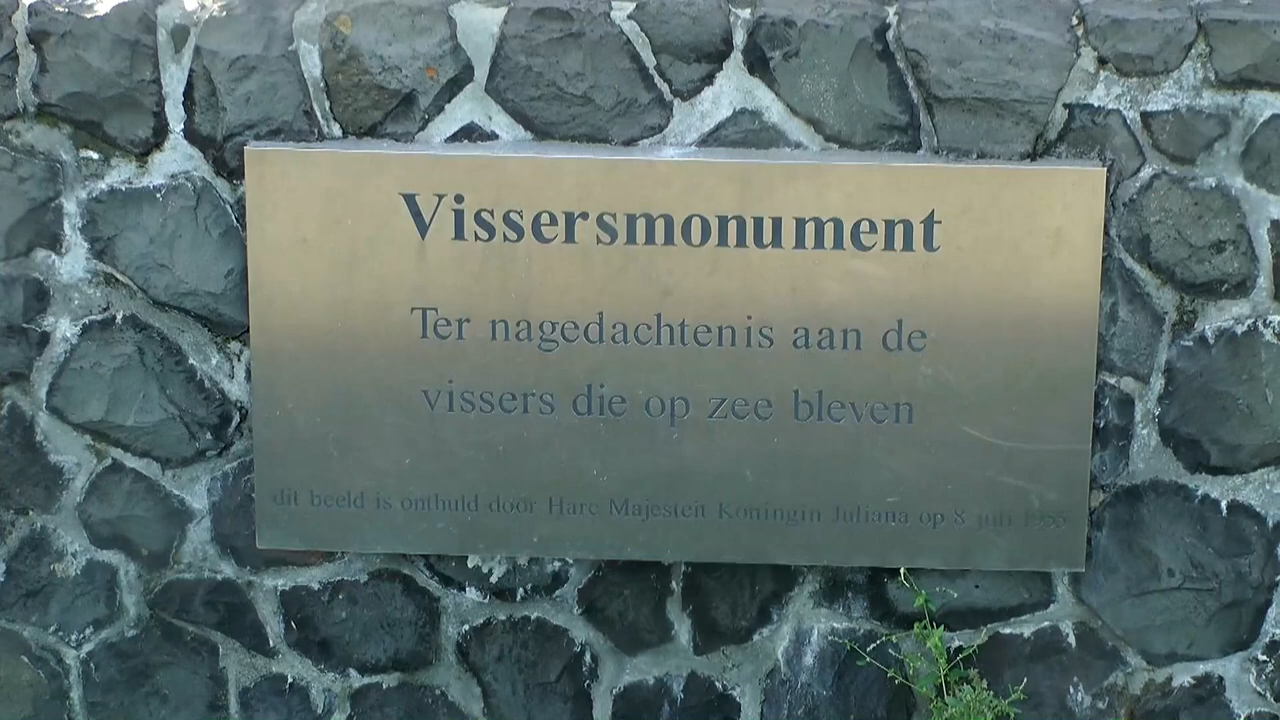 Vissersmonument
Ter nagedachtenis aan de
vissers die op zee bleven
dit beeld is onthuld door Hare Majesteit Koningin Juliana op 8 juli